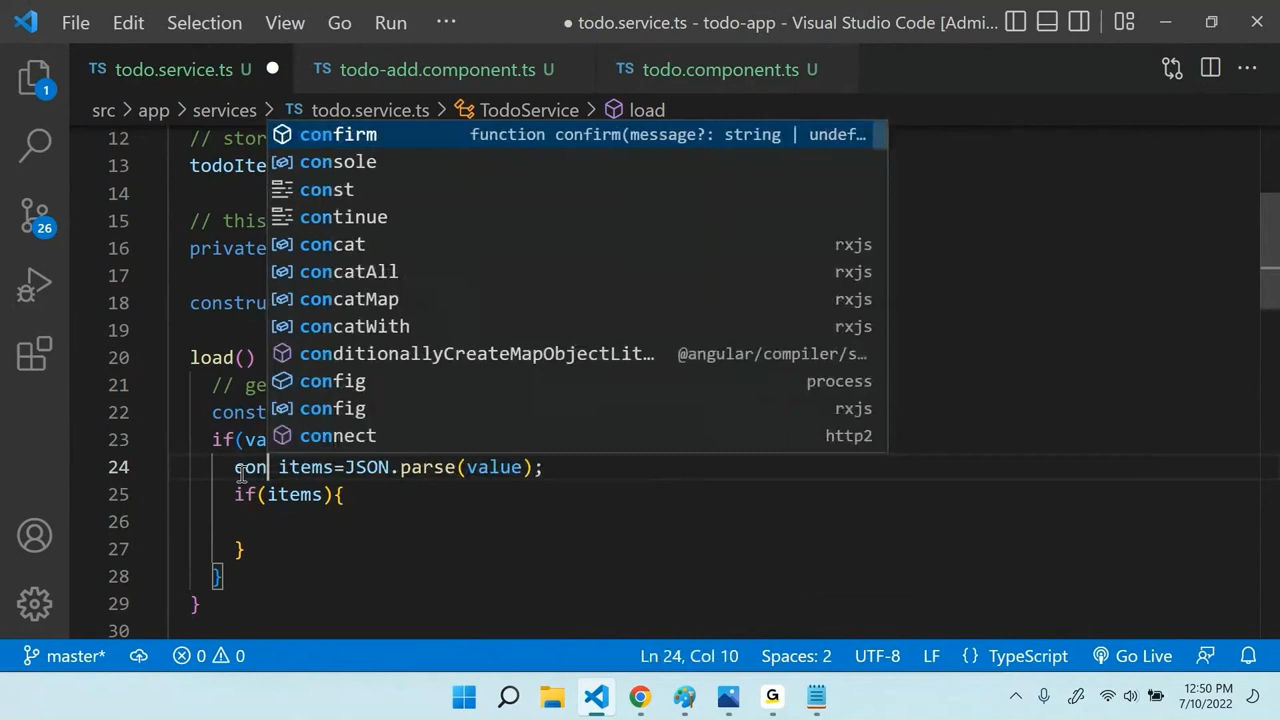 File Edit Selection View Go Run ··· ● todo.service.ts - todo-app - Visual Studio Code [Admi...
TS todo.service.ts U ● TS todo-add.component.ts U TS todo.component.ts U ···
1
src > app > services > TS todo.service.ts > TodoService > load
12 // stor
confirm function confirm(message?: string | undef…
13 todoIte
console
14
const
15 // this
continue
16 private
concat rxjs
17
concatAll rxjs
18 constru
concatMap rxjs
19
concatWith rxjs
20 load()
conditionallyCreateMapObjectLit… @angular/compiler/s…
21 // ge
config process
22 const
config rxjs
23 if(va
connect http2
24 con items=JSON.parse(value);
25 if(items){
26
27 }
28 }
29 }
30
26
master* 0 0 Ln 24, Col 10 Spaces: 2 UTF-8 LF {} TypeScript Go Live
G 12:50 PM
7/10/2022